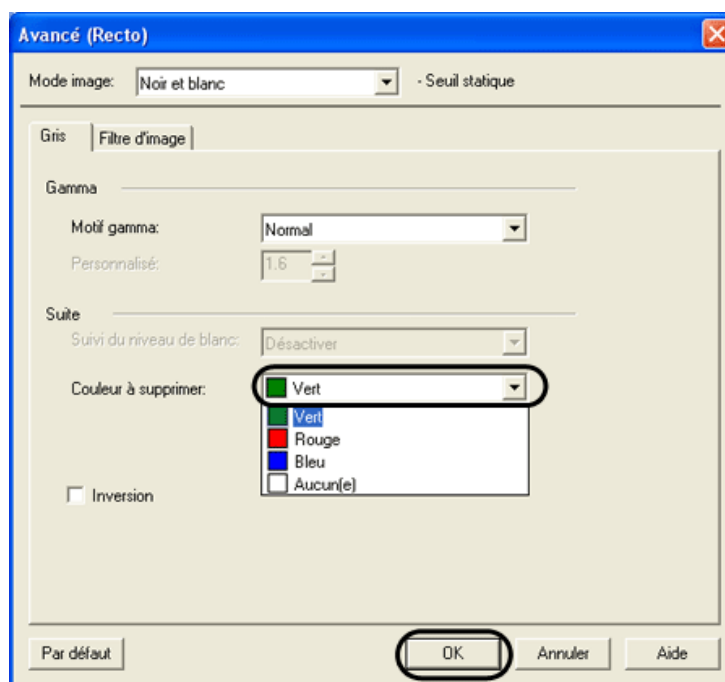 Avancé (Recto)
Mode image: Noir et blanc - Seuil statique
Gris Filtre d'image
Gamma
Motif gamma: Normal
Personnalisé: 1.6
Suite
Suivi du niveau de blanc: Désactiver
Couleur à supprimer: Vert
Vert
Rouge
Bleu
Aucun(e)
Inversion
Par défaut OK Annuler Aide